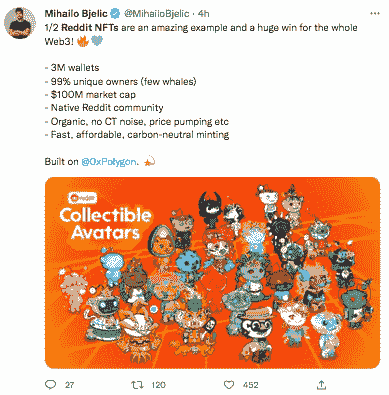 Mihailo Bjelic @MihailoBjelic · 4h
1/2 Reddit NFTs are an amazing example and a huge win for the whole
Web3! 🔥💙
- 3M wallets
- 99% unique owners (few whales)
- $100M market cap
- Native Reddit community
- Organic, no CT noise, price pumping etc
- Fast, affordable, carbon-neutral minting
Built on @0xPolygon. 💫
Collectible
Avatars
27 120 452